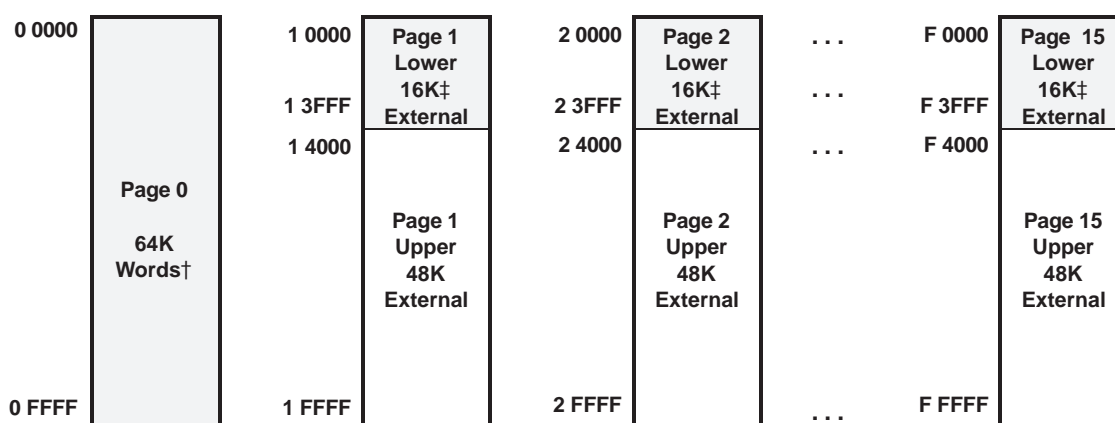 0 0000
Page 0
64K
Words†
0 FFFF
1 0000
1 3FFF
1 4000
1 FFFF
Page 1
Lower
16K‡
External
Page 1
Upper
48K
External
2 0000
2 3FFF
2 4000
2 FFFF
Page 2
Lower
16K‡
External
Page 2
Upper
48K
External
. . .
. . .
. . .
. . .
F 0000
F 3FFF
F 4000
F FFFF
Page 15
Lower
16K‡
External
Page 15
Upper
48K
External